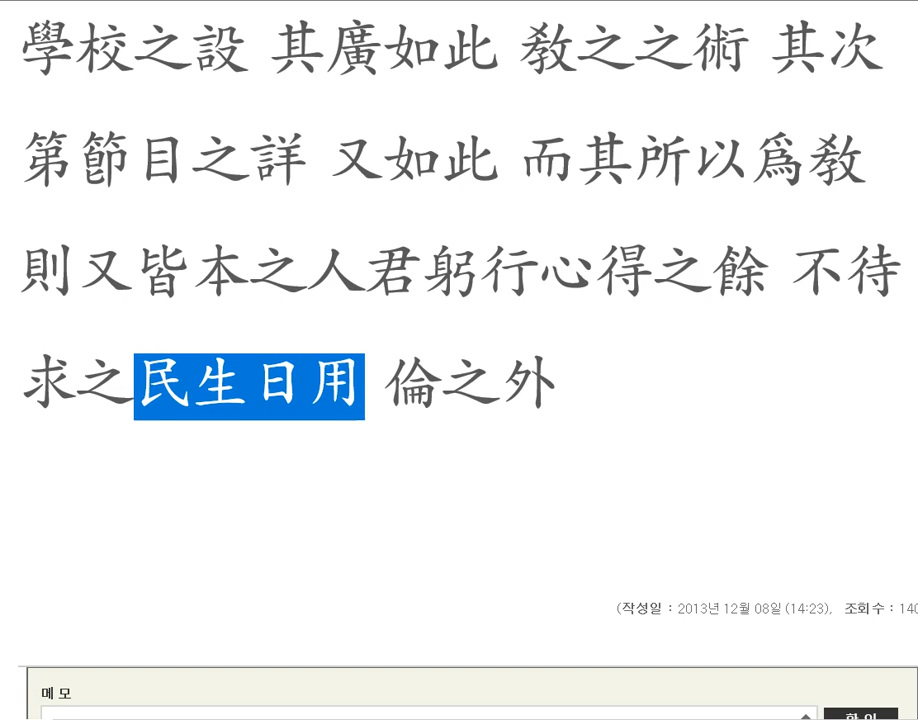 學校之設 其廣如此 敎之之術 其次
第節目之詳 又如此 而其所以爲敎
則又皆本之人君躬行心得之餘 不待
求之民生日用 倫之外
(작성일 : 2013년 12월 08일 (14:23), 조회수 : 140
메 모
확 인